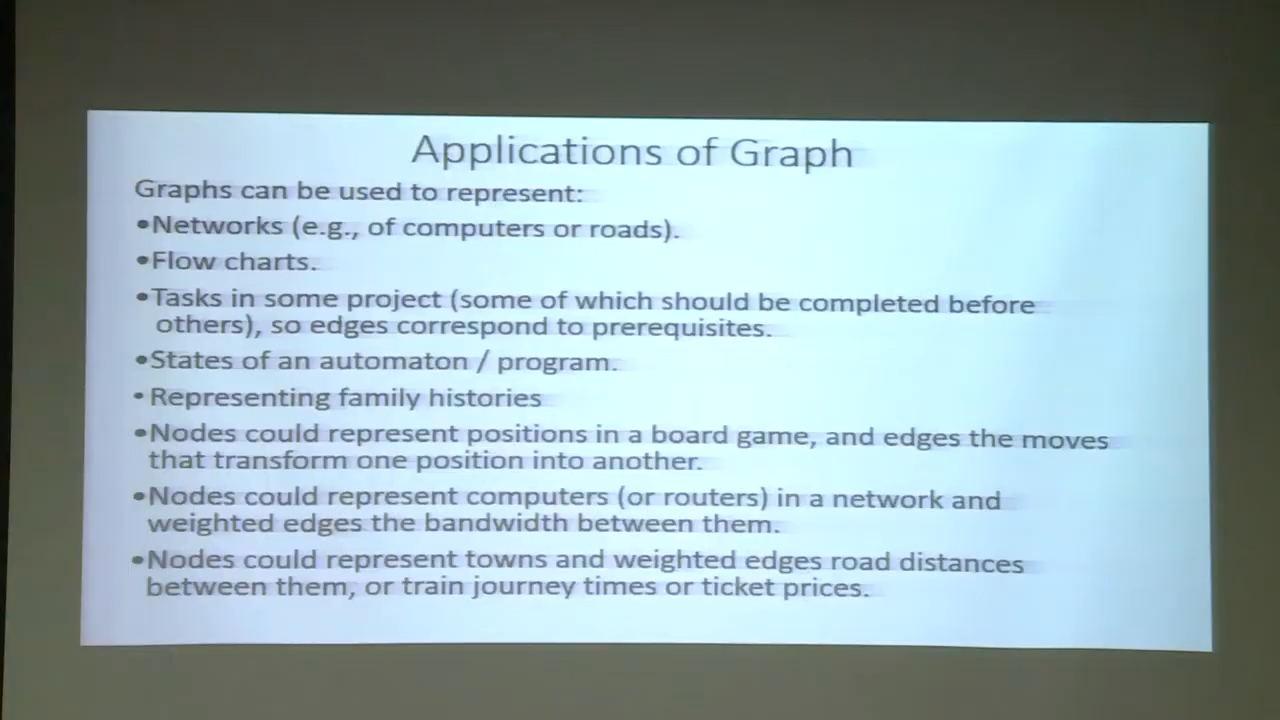 Applications of Graph
Graphs can be used to represent:
•Networks (e.g., of computers or roads).
•Flow charts.
•Tasks in some project (some of which should be completed before
others), so edges correspond to prerequisites.
•States of an automaton / program.
• Representing family histories
•Nodes could represent positions in a board game, and edges the moves
that transform one position into another.
•Nodes could represent computers (or routers) in a network and
weighted edges the bandwidth between them.
•Nodes could represent towns and weighted edges road distances
between them, or train journey times or ticket prices.